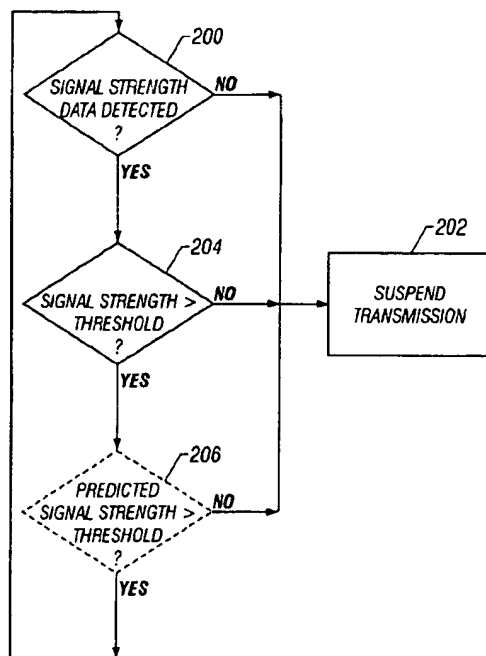 200
SIGNAL STRENGTH
DATA DETECTED
?
NO
YES
204
SIGNAL STRENGTH >
THRESHOLD
?
NO
YES
202
SUSPEND
TRANSMISSION
206
PREDICTED
SIGNAL STRENGTH >
THRESHOLD
?
NO
YES